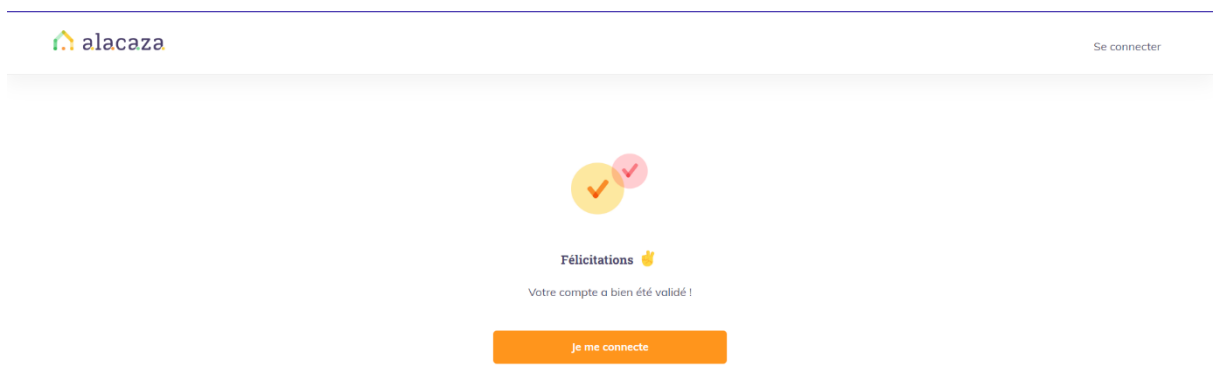 alacaza
Se connecter
Félicitations ✌
Votre compte a bien été validé !
Je me connecte